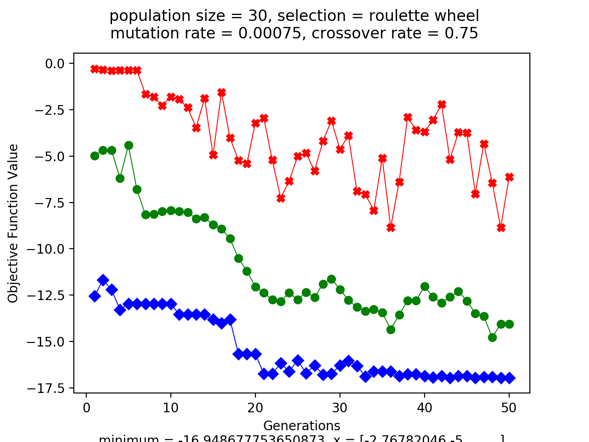 population size = 30, selection = roulette wheel
mutation rate = 0.00075, crossover rate = 0.75
0.0
−2.5
−5.0
−7.5
−10.0
−12.5
−15.0
−17.5
Objective Function Value
0 10 20 30 40 50
Generations
minimum = -16.948677753650873, x = [-2.76782046 -5. ]